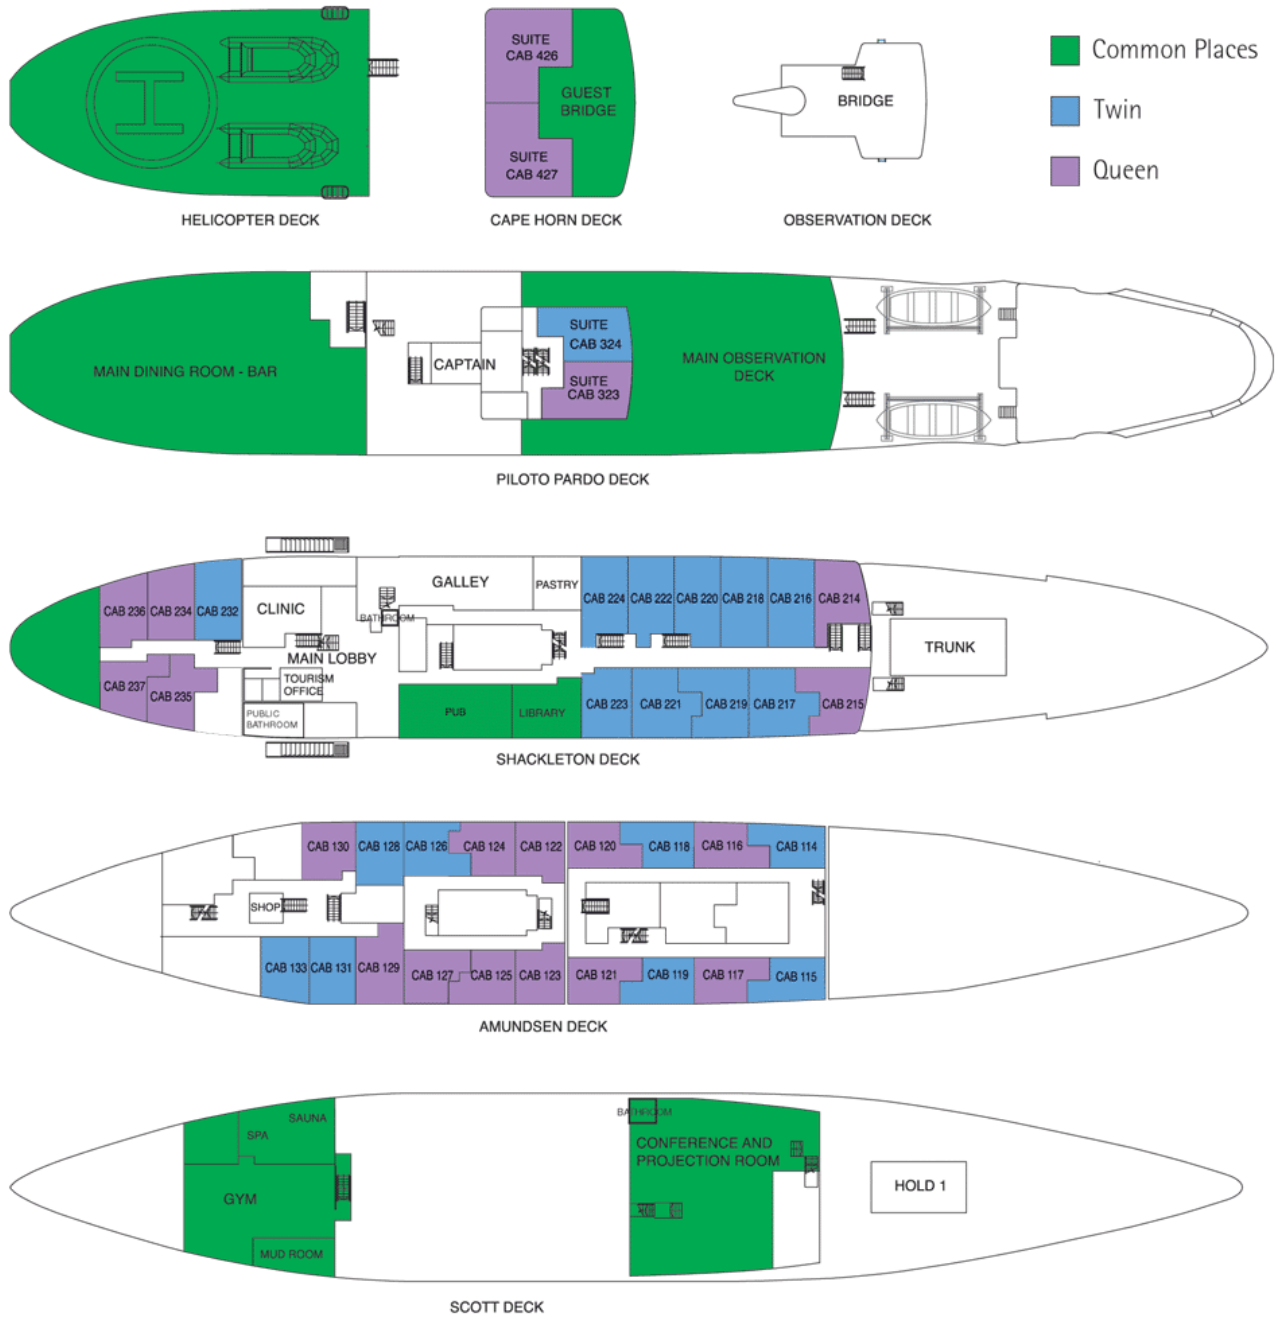 Common Places
Twin
Queen
H
SUITE
CAB 426
GUEST
BRIDGE
SUITE
CAB 427
BRIDGE
HELICOPTER DECK
CAPE HORN DECK
OBSERVATION DECK
MAIN DINING ROOM - BAR
CAPTAIN
SUITE
CAB 324
SUITE
CAB 323
MAIN OBSERVATION
DECK
PILOTO PARDO DECK
CAB 236
CAB 234
CAB 232
CLINIC
BATHROOM
GALLEY
PASTRY
CAB 224
CAB 222
CAB 220
CAB 218
CAB 216
CAB 214
MAIN LOBBY
TRUNK
CAB 237
CAB 235
TOURISM
OFFICE
PUBLIC
BATHROOM
PUB
LIBRARY
CAB 223
CAB 221
CAB 219
CAB 217
CAB 215
SHACKLETON DECK
CAB 130
CAB 128
CAB 126
CAB 124
CAB 122
CAB 120
CAB 118
CAB 116
CAB 114
SHOP
CAB 133
CAB 131
CAB 129
CAB 127
CAB 125
CAB 123
CAB 121
CAB 119
CAB 117
CAB 115
AMUNDSEN DECK
SAUNA
SPA
GYM
MUD ROOM
BATHROOM
CONFERENCE AND
PROJECTION ROOM
HOLD 1
SCOTT DECK